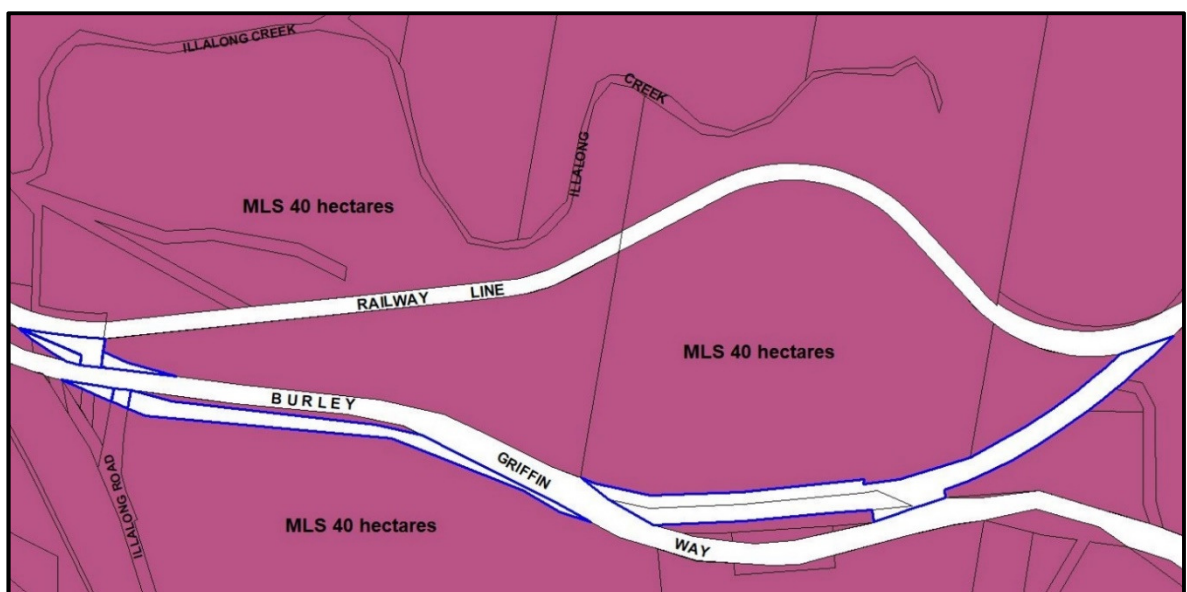 ILLALONG CREEK
CREEK
ILLALONG
MLS 40 hectares
RAILWAY LINE
MLS 40 hectares
BURLEY
GRIFFIN
WAY
ILLALONG ROAD
MLS 40 hectares